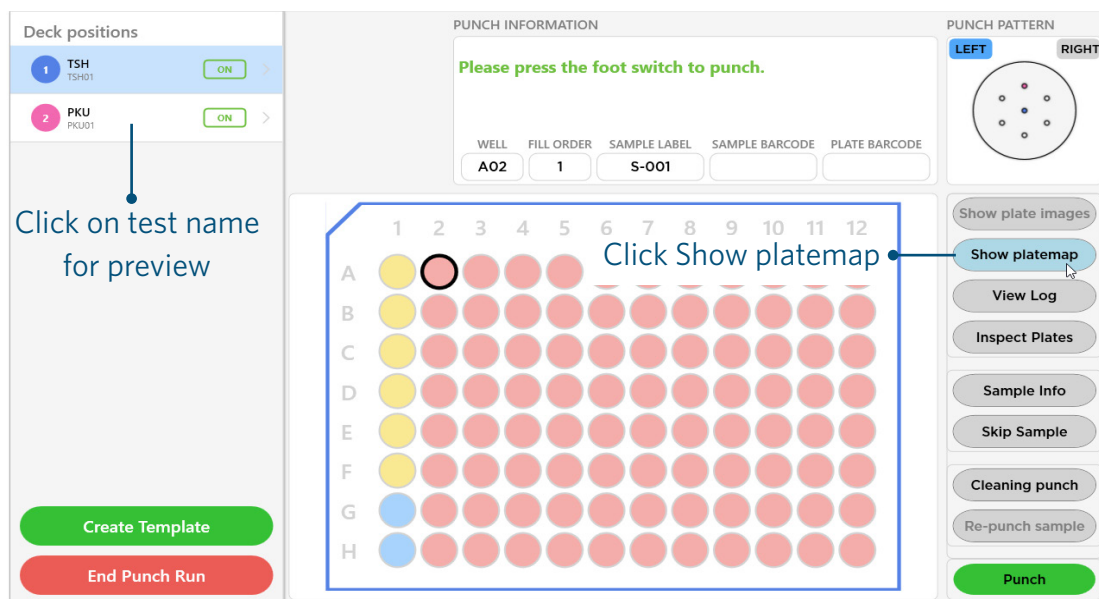 Deck positions
1 TSH ON
TSH01
2 PKU ON
PKU01
Click on test name
for preview
Create Template
End Punch Run
PUNCH INFORMATION
Please press the foot switch to punch.
WELL FILL ORDER SAMPLE LABEL SAMPLE BARCODE PLATE BARCODE
A02 1 S-001
PUNCH PATTERN
LEFT RIGHT
1 2 3 4 5 6 7 8 9 10 11 12
A
B
C
D
E
F
G
H
Click Show platemap
Show plate images
Show platemap
View Log
Inspect Plates
Sample Info
Skip Sample
Cleaning punch
Re-punch sample
Punch